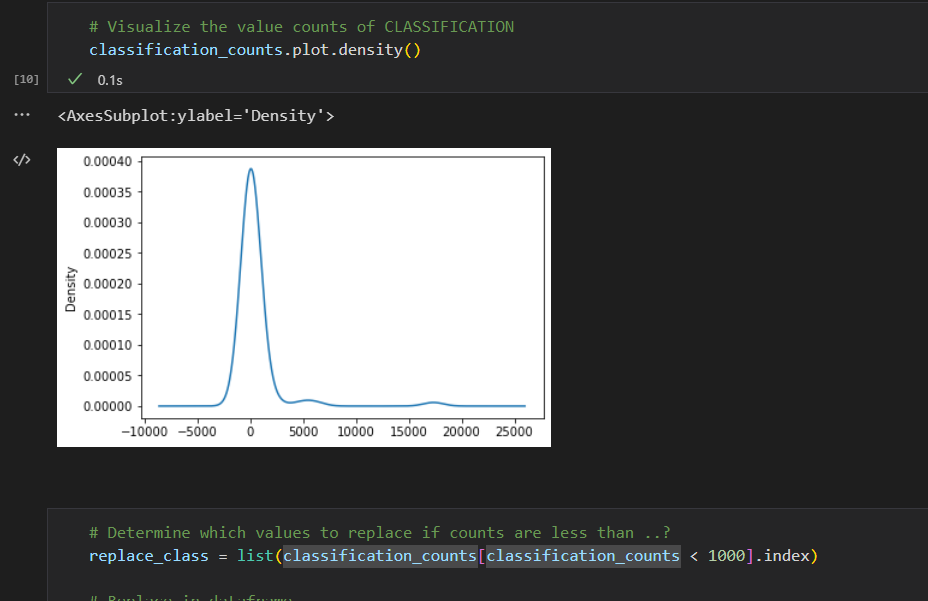 # Visualize the value counts of CLASSIFICATION
classification_counts.plot.density()
[10] ✓ 0.1s
... <AxesSubplot:ylabel='Density'>
</>
0.00040
0.00035
0.00030
0.00025
0.00020
0.00015
0.00010
0.00005
0.00000
Density
−10000 −5000 0 5000 10000 15000 20000 25000
# Determine which values to replace if counts are less than ..?
replace_class = list(classification_counts[classification_counts < 1000].index)
# Replace in dataframe